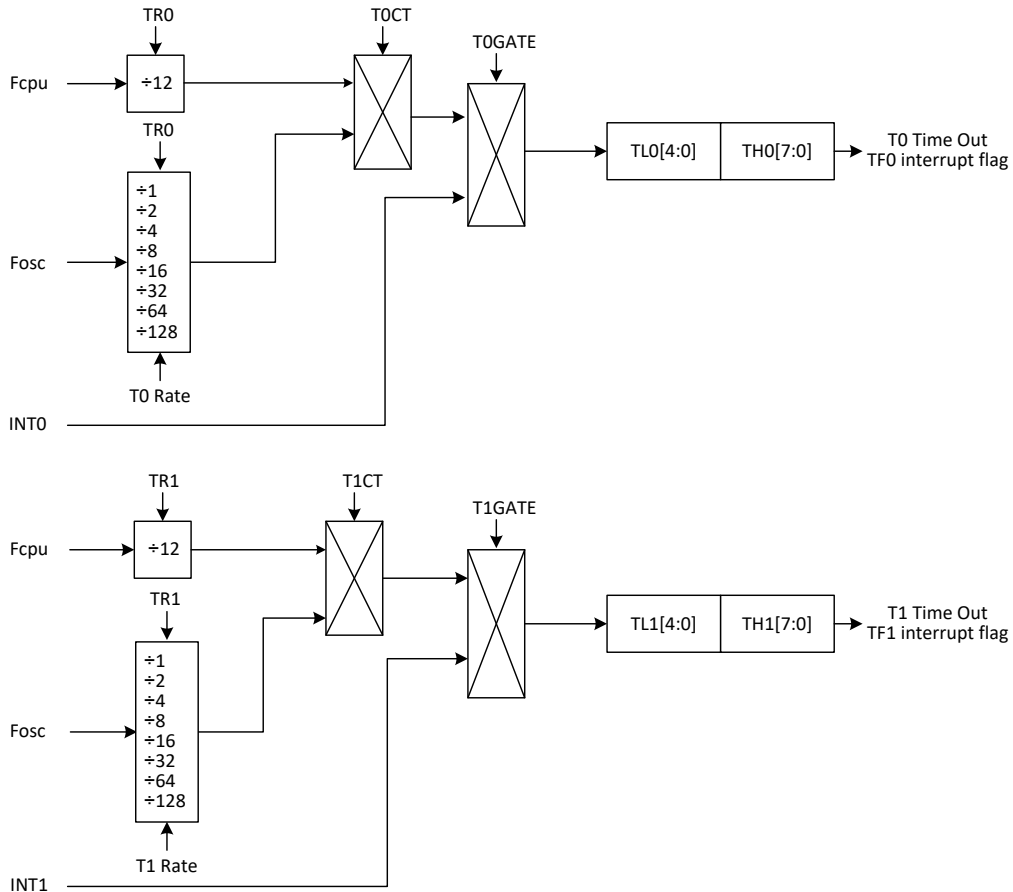 TR0
T0CT
T0GATE
Fcpu
÷12
TR0
÷1
÷2
÷4
÷8
÷16
÷32
÷64
÷128
Fosc
T0 Rate
INT0
TL0[4:0]
TH0[7:0]
T0 Time Out
TF0 interrupt flag
TR1
T1CT
T1GATE
Fcpu
÷12
TR1
÷1
÷2
÷4
÷8
÷16
÷32
÷64
÷128
Fosc
T1 Rate
INT1
TL1[4:0]
TH1[7:0]
T1 Time Out
TF1 interrupt flag